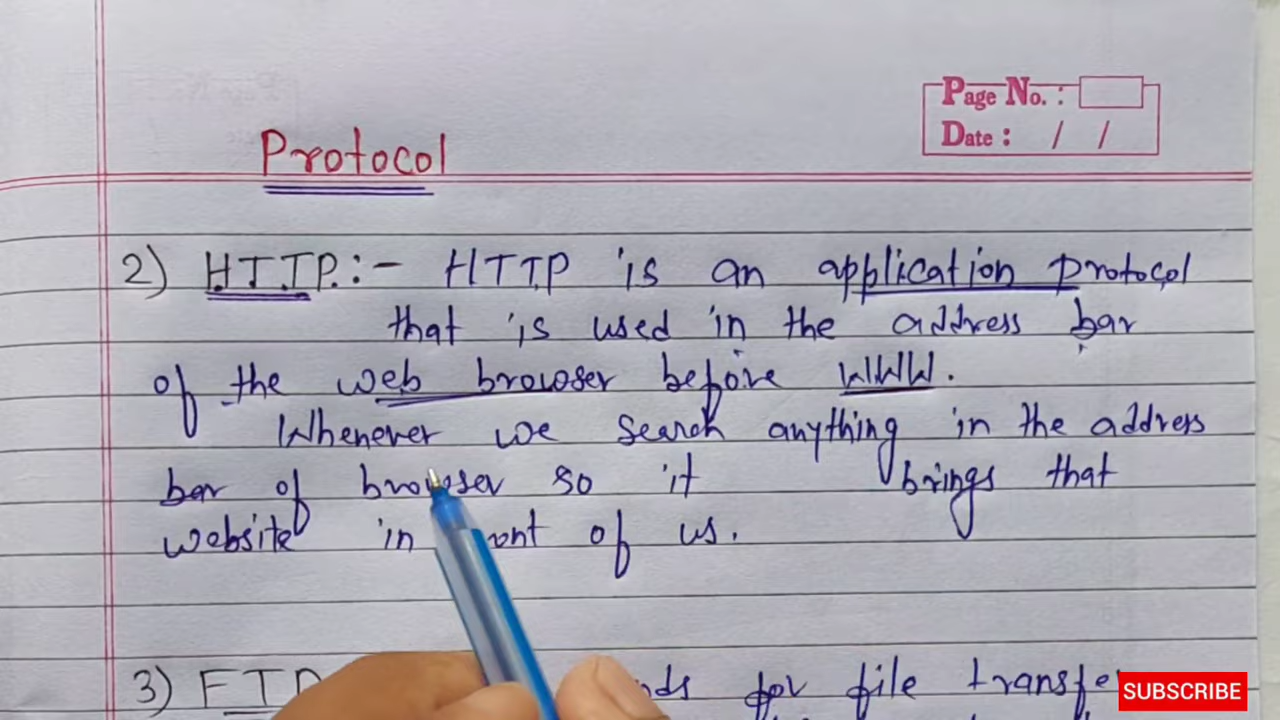 Page No. :
Date : / /
Protocol
2) HTTP:- HTTP is an application protocol
that is used in the address bar
of the web browser before WWW.
Whenever we search anything in the address
bar of browser so it brings that
website in of us.
3) for file transfer
SUBSCRIBE